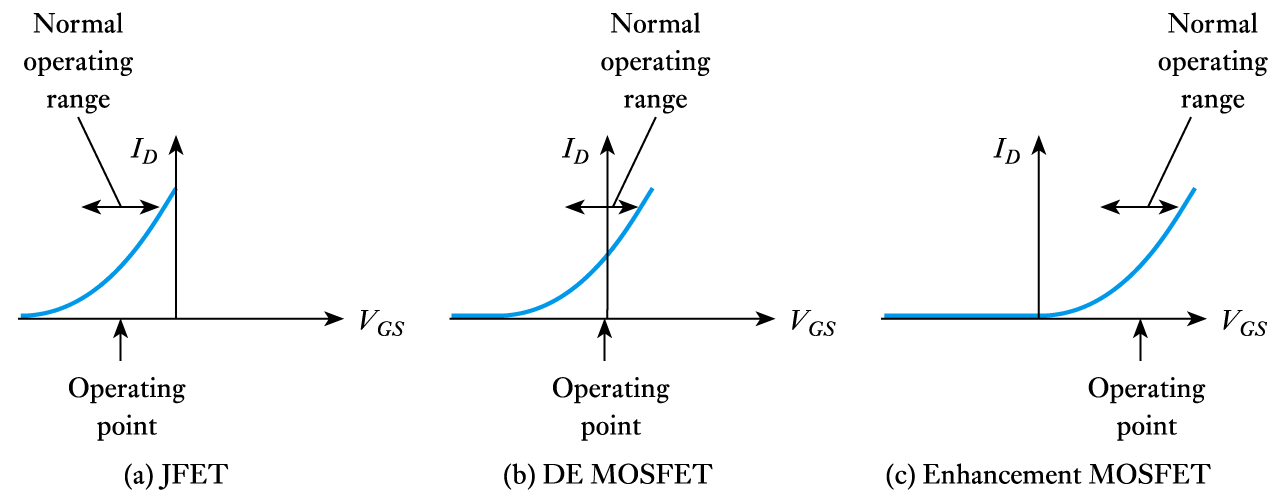 Normal
operating
range
I_D
V_GS
Operating
point
(a) JFET
Normal
operating
range
I_D
V_GS
Operating
point
(b) DE MOSFET
Normal
operating
range
I_D
V_GS
Operating
point
(c) Enhancement MOSFET